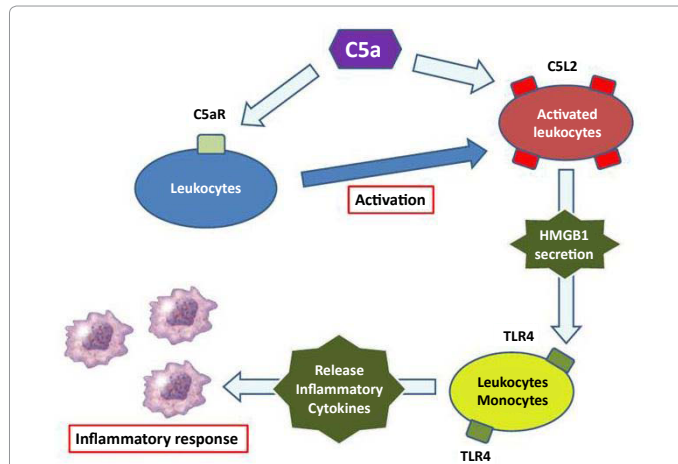 C5a
C5L2
C5aR
Activated
leukocytes
Leukocytes
Activation
HMGB1
secretion
TLR4
Release
Inflammatory
Cytokines
Leukocytes
Monocytes
Inflammatory response
TLR4